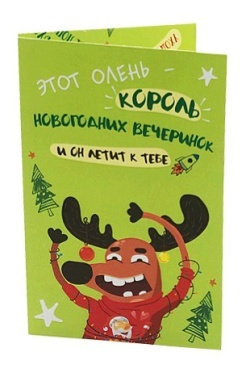 ЭТОТ ОЛЕНЬ –
КОРОЛЬ
НОВОГОДНИХ ВЕЧЕРИНОК
И ОН ЛЕТИТ К ТЕБЕ